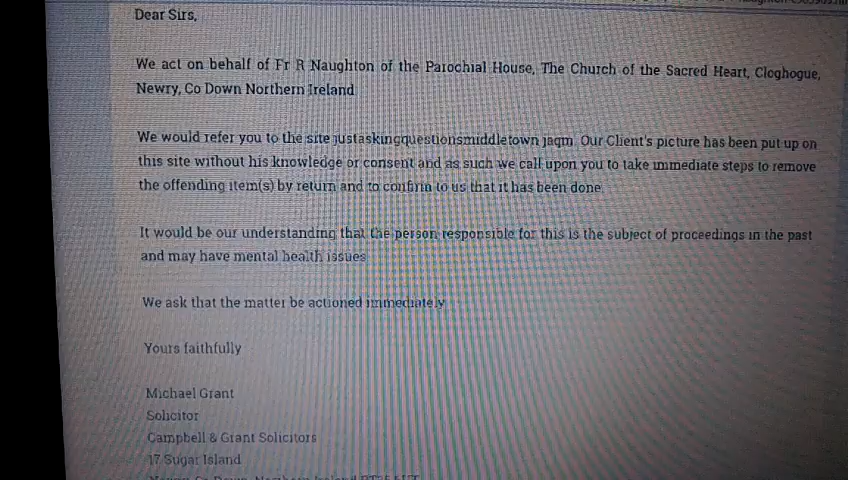 Dear Sirs,
We act on behalf of Fr R Naughton of the Parochial House, The Church of the Sacred Heart, Cloghogue,
Newry, Co Down Northern Ireland
We would refer you to the site justaskingquestionsmiddletown jaqm. Our Client's picture has been put up on
this site without his knowledge or consent and as such we call upon you to take immediate steps to remove
the offending item(s) by return and to confirm to us that it has been done.
It would be our understanding that the person responsible for this is the subject of proceedings in the past
and may have mental health issues
We ask that the matter be actioned immediately
Yours faithfully
Michael Grant
Solicitor
Campbell & Grant Solicitors
17 Sugar Island